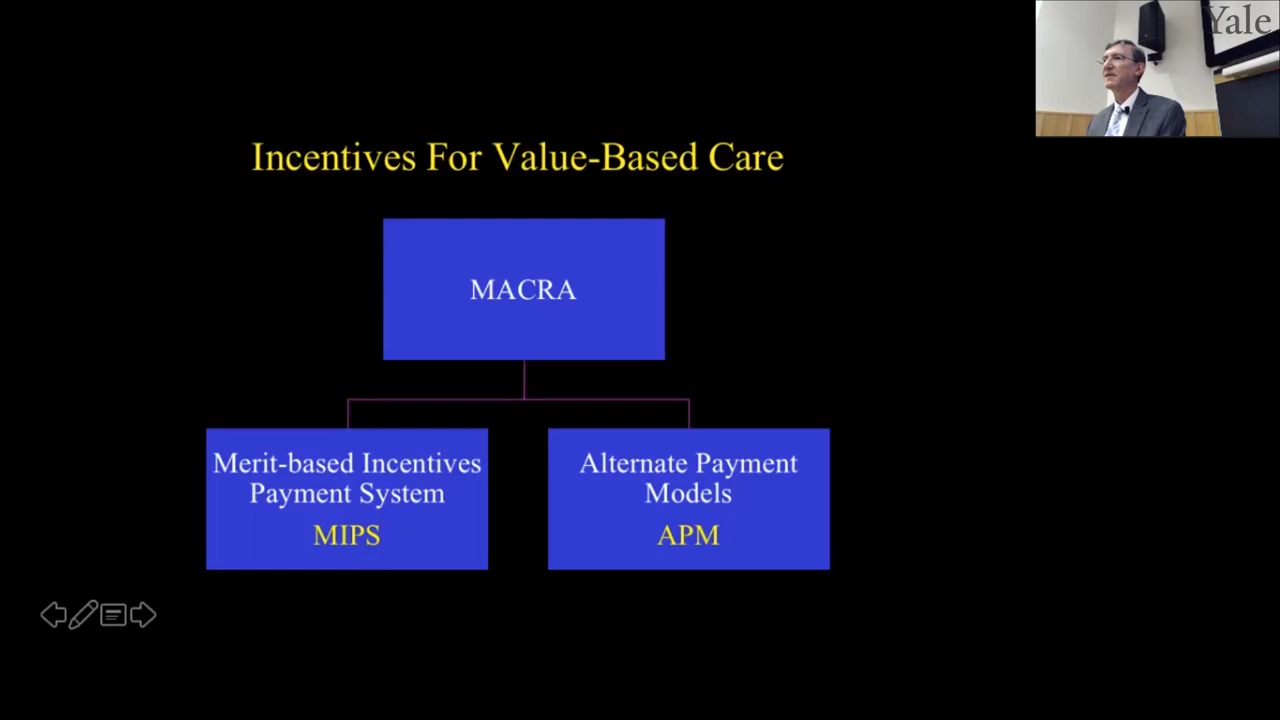 Yale
Incentives For Value-Based Care
MACRA
Merit-based Incentives
Payment System
MIPS
Alternate Payment
Models
APM